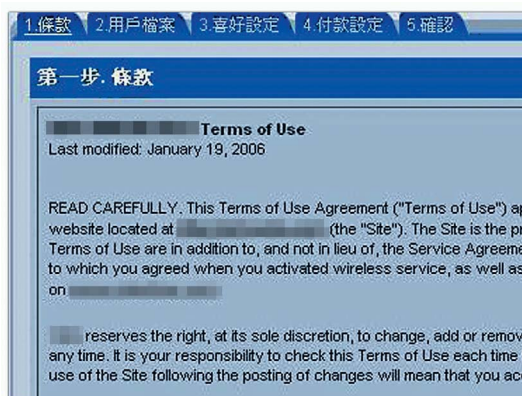 1.條款 2.用戶檔案 3.喜好設定 4.付款設定 5.確認
第一步. 條款
Terms of Use
Last modified: January 19, 2006
READ CAREFULLY. This Terms of Use Agreement ("Terms of Use") ap
website located at (the "Site"). The Site is the pr
Terms of Use are in addition to, and not in lieu of, the Service Agreeme
to which you agreed when you activated wireless service, as well as
on
reserves the right, at its sole discretion, to change, add or remov
any time. It is your responsibility to check this Terms of Use each time
use of the Site following the posting of changes will mean that you acc